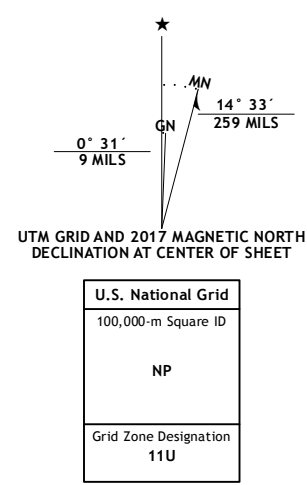 ★
MN
GN
14° 33´
259 MILS
0° 31´
9 MILS
UTM GRID AND 2017 MAGNETIC NORTH
DECLINATION AT CENTER OF SHEET
U.S. National Grid
100,000-m Square ID
NP
Grid Zone Designation
11U